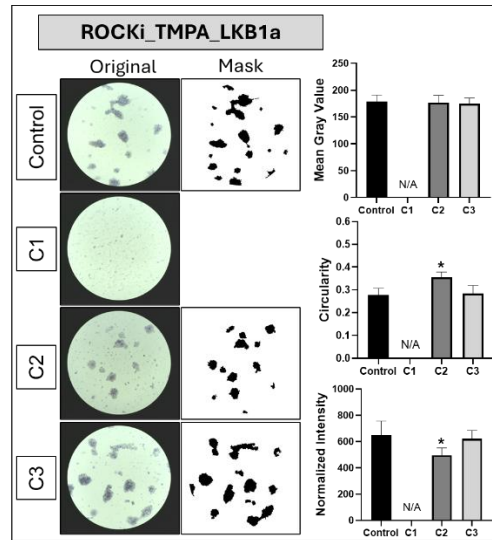 ROCKi_TMPA_LKB1a
Original Mask
Control
C1
C2
C3
Mean Gray Value
250
200
150
100
50
0
N/A
Control C1 C2 C3
Circularity
0.6
0.5
0.4
0.3
0.2
0.1
0.0
*
N/A
Control C1 C2 C3
Normalized Intensity
1000
800
600
400
200
0
*
N/A
Control C1 C2 C3